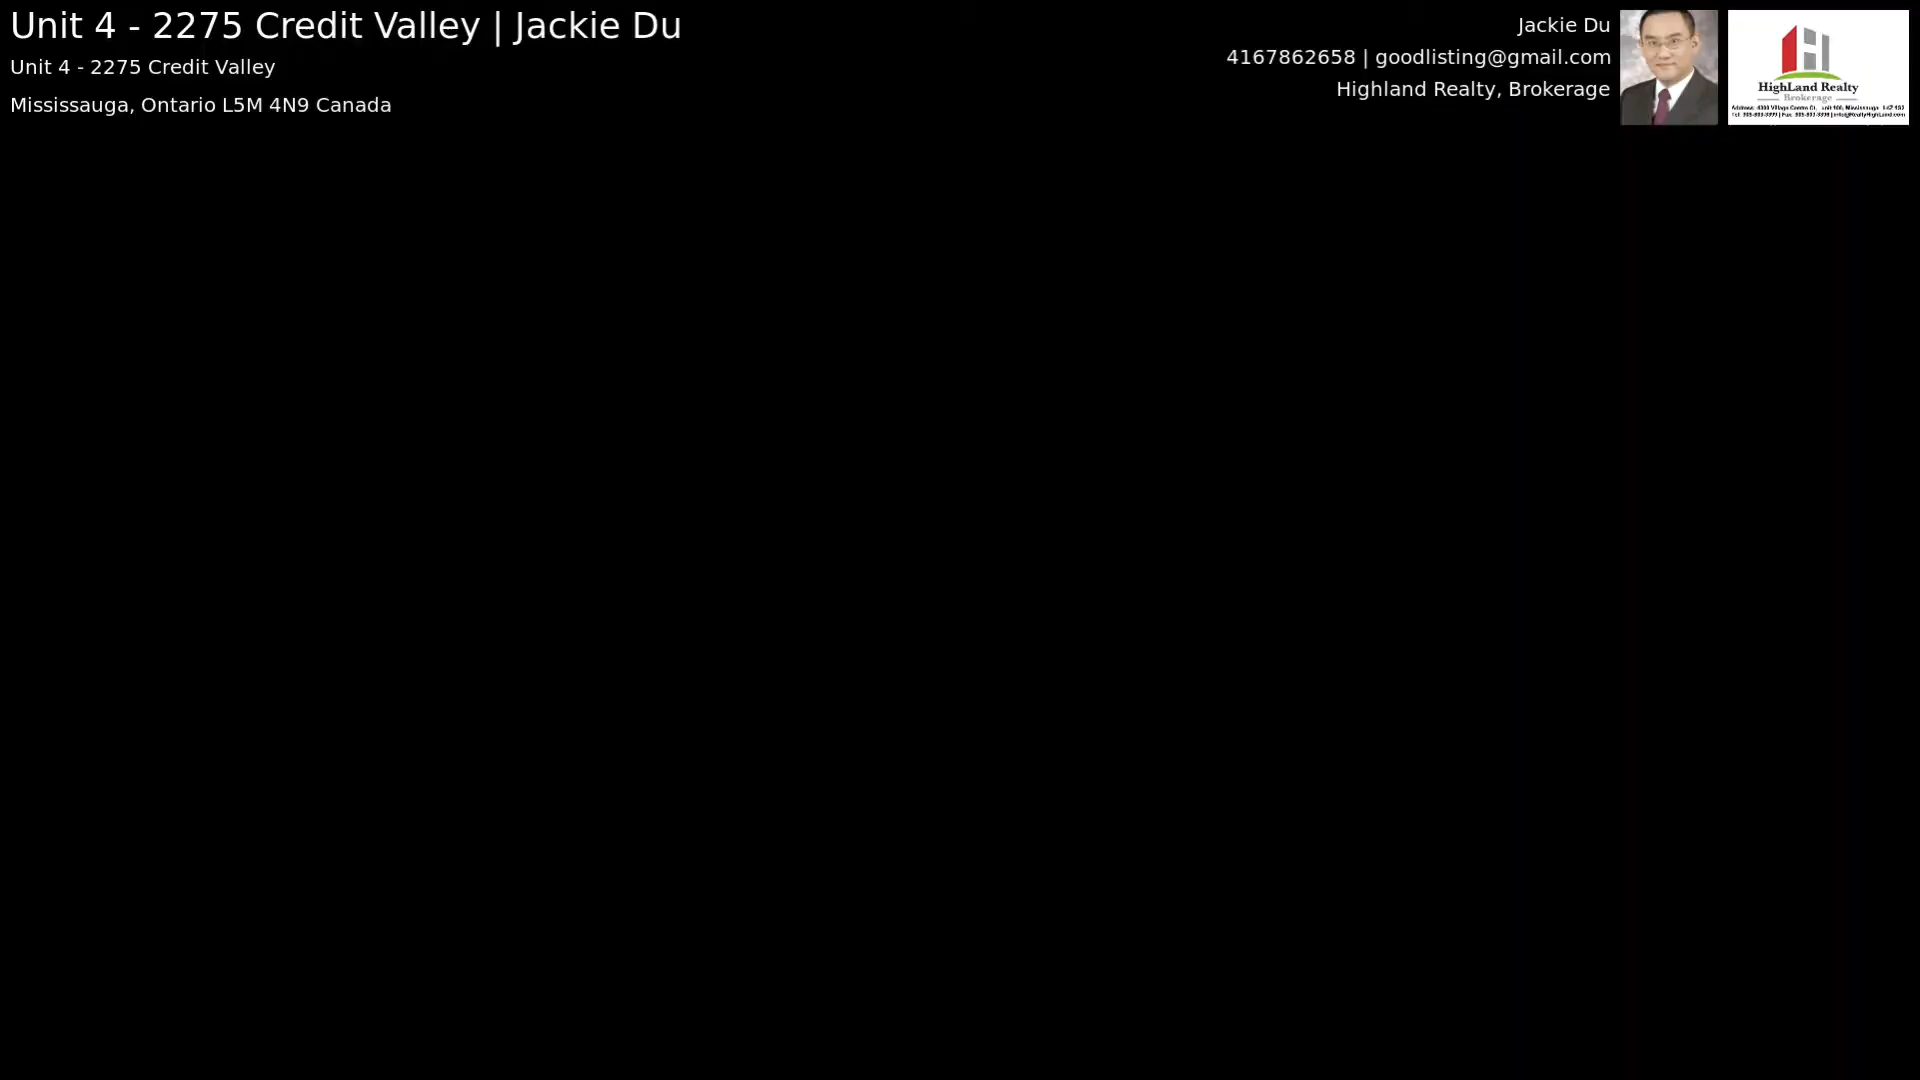 Unit 4 - 2275 Credit Valley | Jackie Du
Unit 4 - 2275 Credit Valley
Mississauga, Ontario L5M 4N9 Canada
Jackie Du
4167862658 | goodlisting@gmail.com
Highland Realty, Brokerage
HighLand Realty
Brokerage